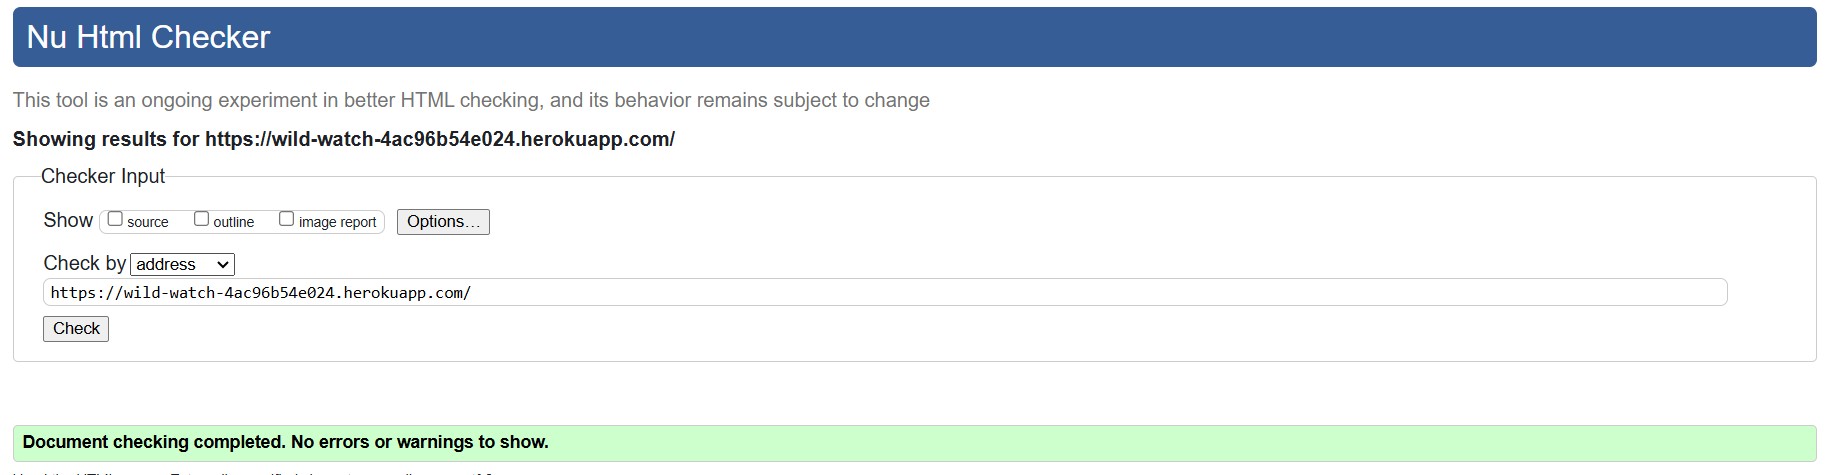 Nu Html Checker
This tool is an ongoing experiment in better HTML checking, and its behavior remains subject to change
Showing results for https://wild-watch-4ac96b54e024.herokuapp.com/
Checker Input
Show source outline image report Options...
Check by address
https://wild-watch-4ac96b54e024.herokuapp.com/
Check
Document checking completed. No errors or warnings to show.